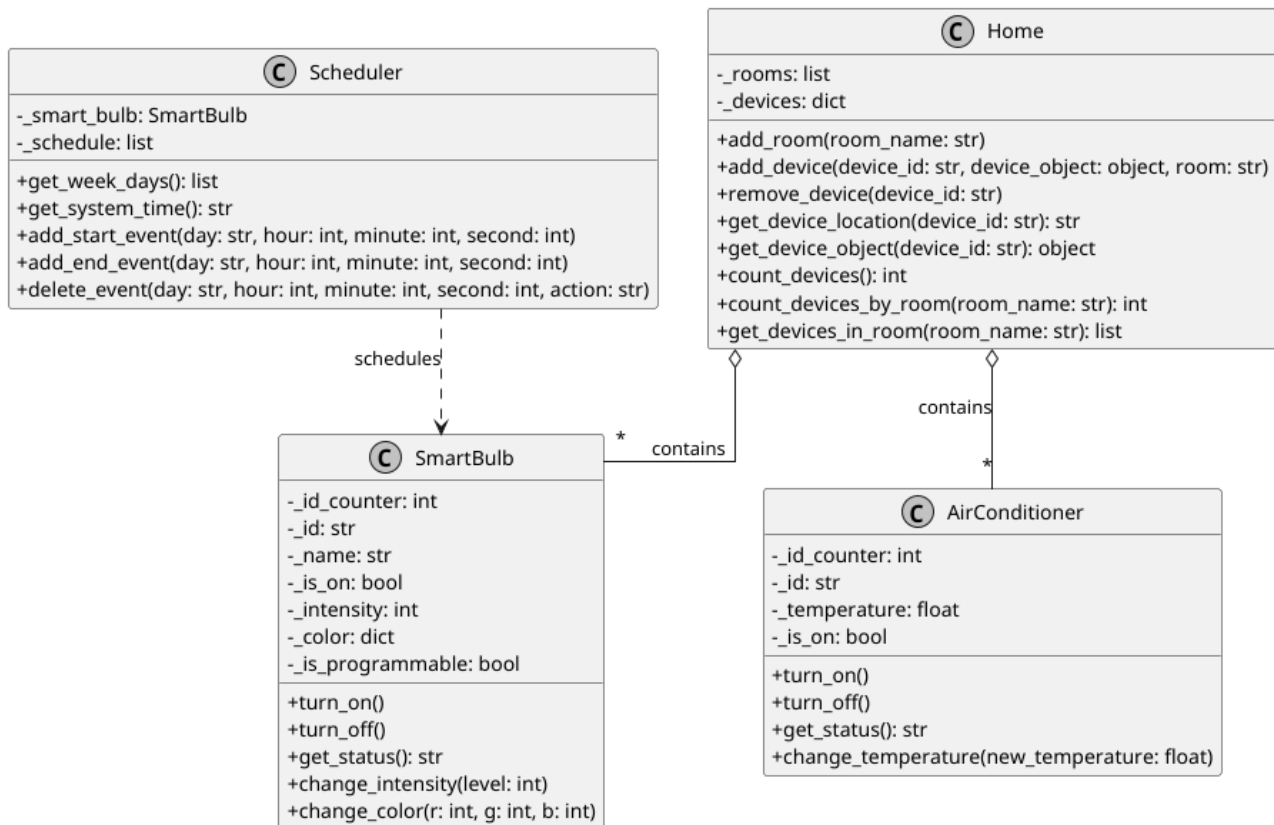 C Scheduler
-_smart_bulb: SmartBulb
-_schedule: list
+get_week_days(): list
+get_system_time(): str
+add_start_event(day: str, hour: int, minute: int, second: int)
+add_end_event(day: str, hour: int, minute: int, second: int)
+delete_event(day: str, hour: int, minute: int, second: int, action: str)
C Home
-_rooms: list
-_devices: dict
+add_room(room_name: str)
+add_device(device_id: str, device_object: object, room: str)
+remove_device(device_id: str)
+get_device_location(device_id: str): str
+get_device_object(device_id: str): object
+count_devices(): int
+count_devices_by_room(room_name: str): int
+get_devices_in_room(room_name: str): list
schedules
*
contains
contains
*
C SmartBulb
-_id_counter: int
-_id: str
-_name: str
-_is_on: bool
-_intensity: int
-_color: dict
-_is_programmable: bool
+turn_on()
+turn_off()
+get_status(): str
+change_intensity(level: int)
+change_color(r: int, g: int, b: int)
C AirConditioner
-_id_counter: int
-_id: str
-_temperature: float
-_is_on: bool
+turn_on()
+turn_off()
+get_status(): str
+change_temperature(new_temperature: float)